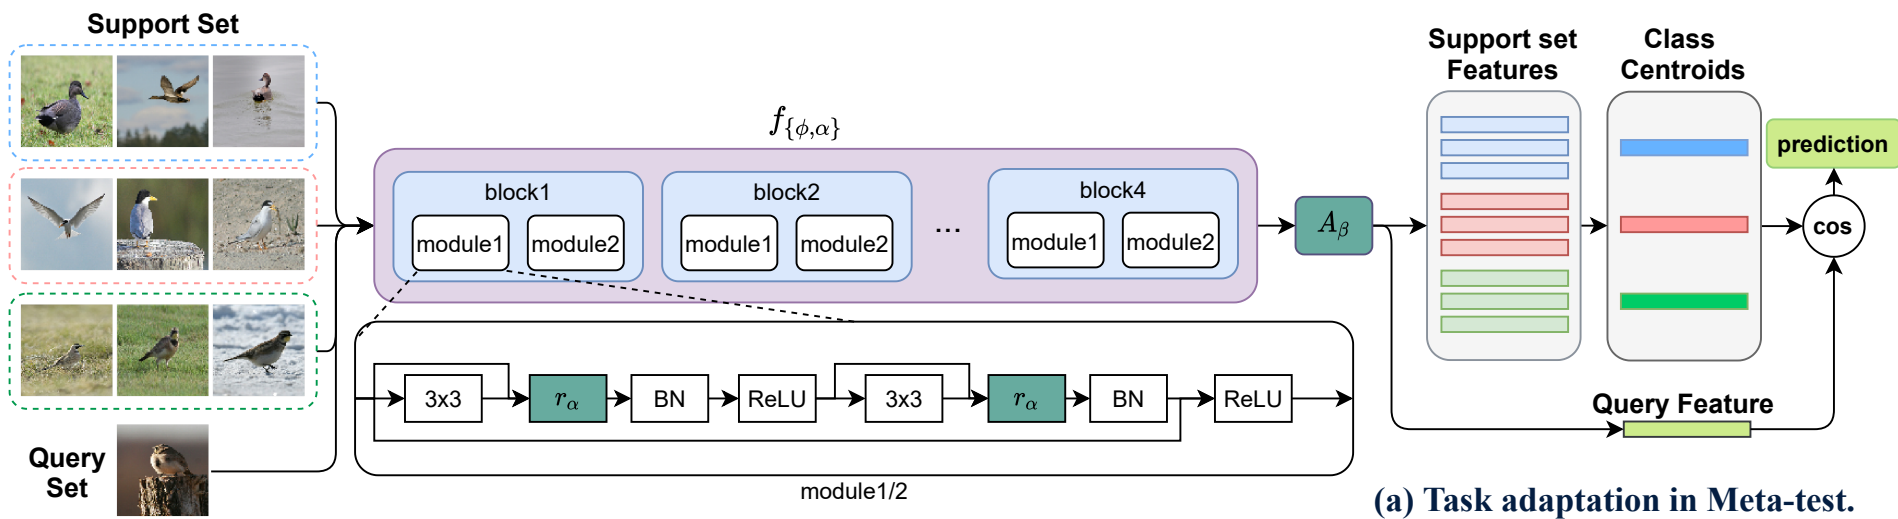 Support Set
Query
Set
f{ϕ,α}
block1
module1
module2
block2
module1
module2
...
block4
module1
module2
3x3
rα
BN
ReLU
3x3
rα
BN
ReLU
module1/2
Aβ
Support set
Features
Class
Centroids
prediction
cos
Query Feature
(a) Task adaptation in Meta-test.